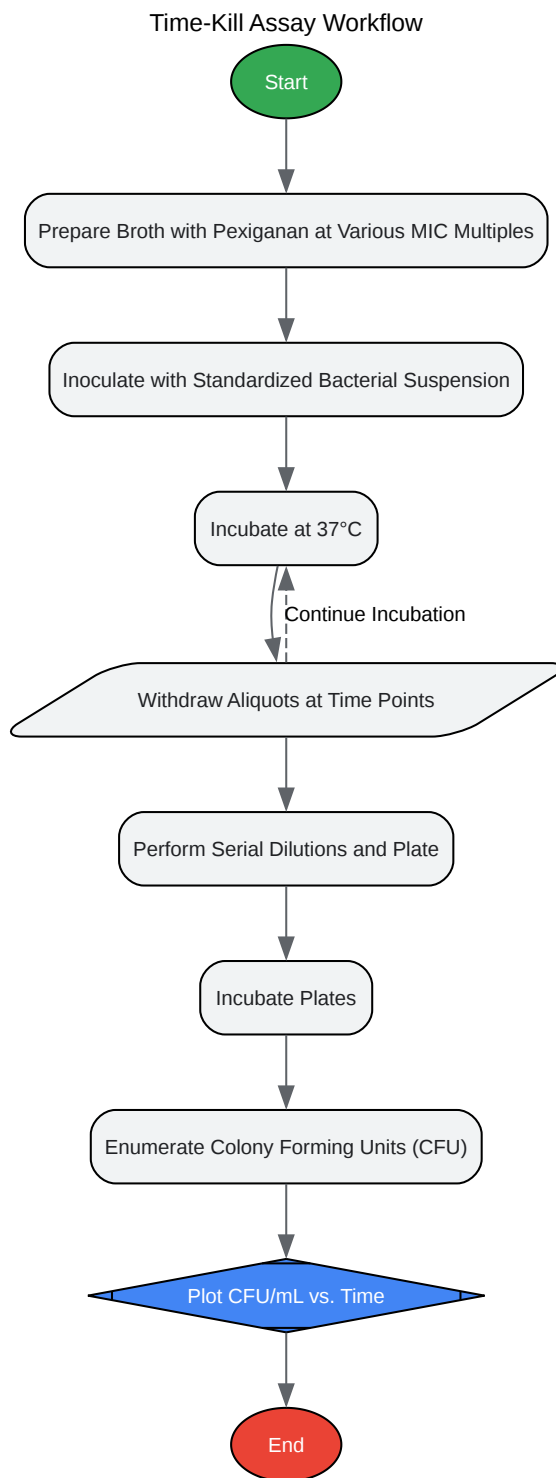 Time-Kill Assay Workflow
Start
Prepare Broth with Pexiganan at Various MIC Multiples
Inoculate with Standardized Bacterial Suspension
Incubate at 37°C
Continue Incubation
Withdraw Aliquots at Time Points
Perform Serial Dilutions and Plate
Incubate Plates
Enumerate Colony Forming Units (CFU)
Plot CFU/mL vs. Time
End